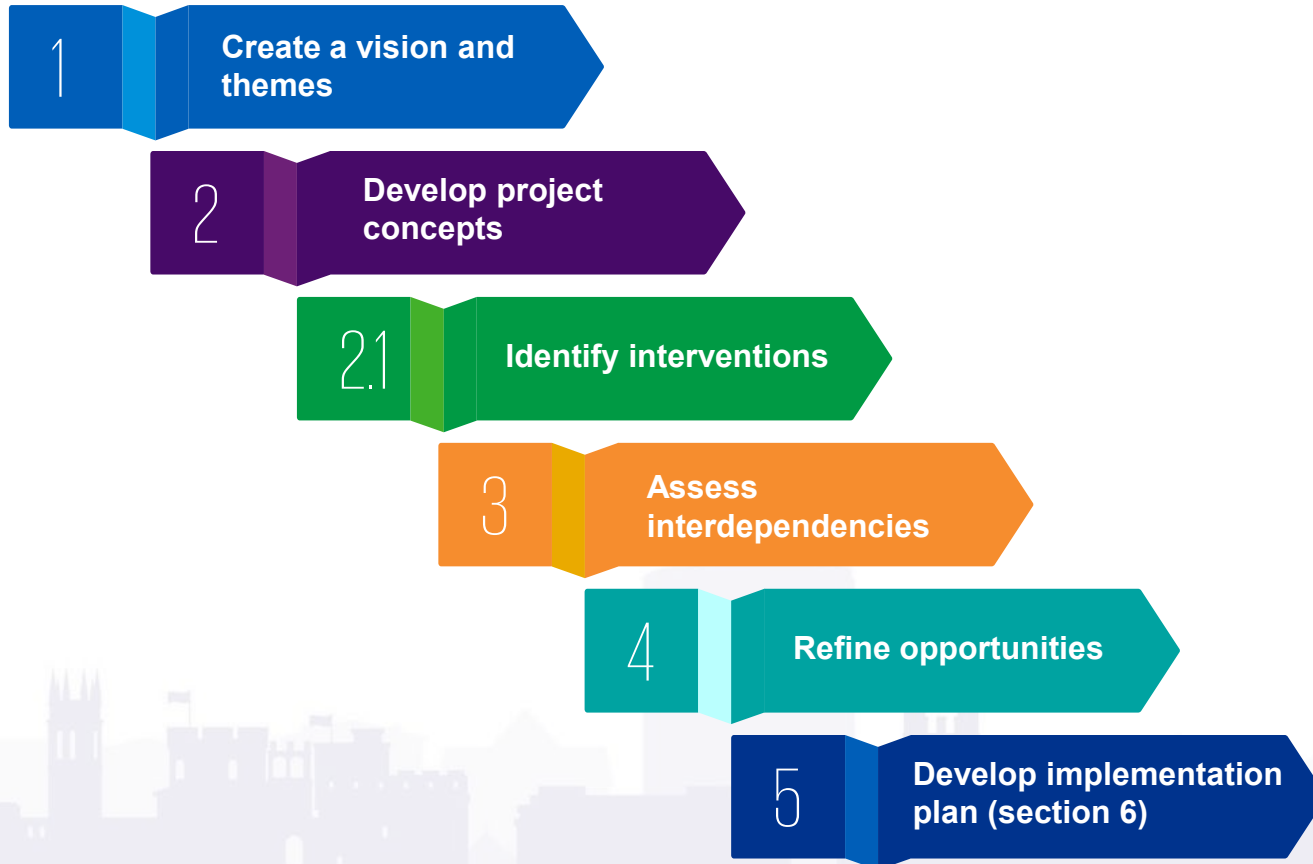 1
Create a vision and
themes
2
Develop project
concepts
2.1
Identify interventions
3
Assess
interdependencies
4
Refine opportunities
5
Develop implementation
plan (section 6)